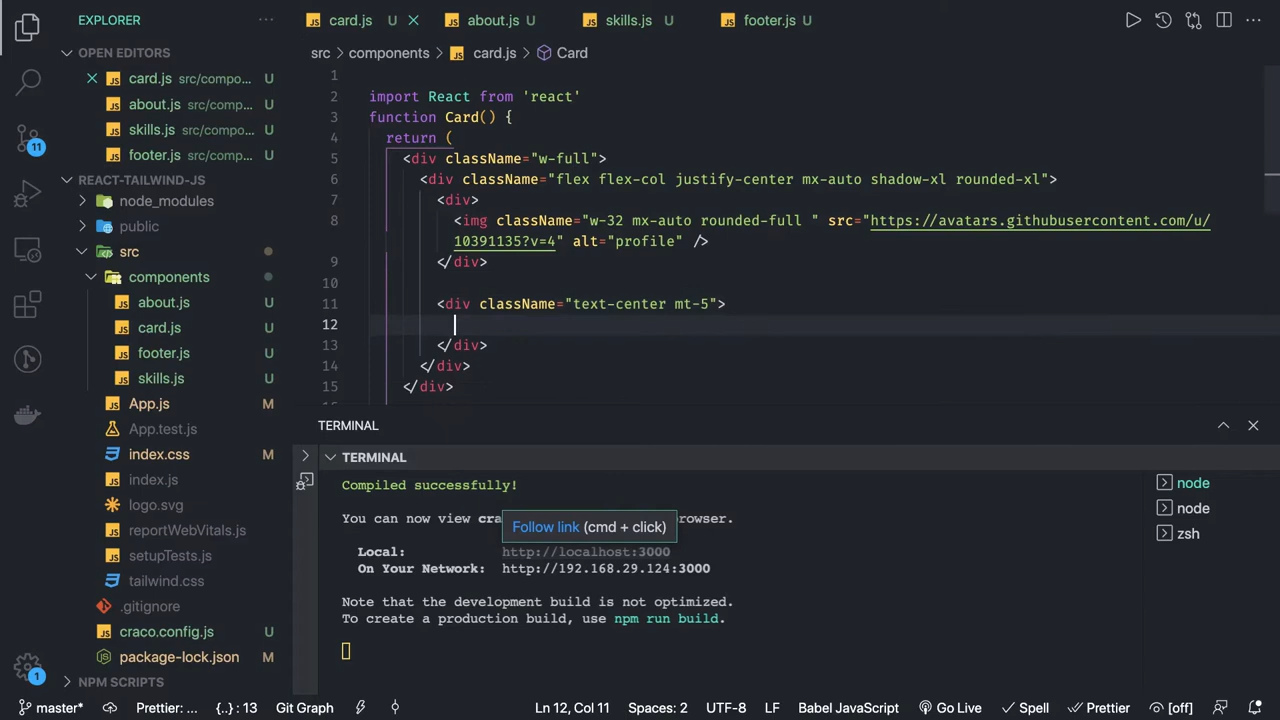 EXPLORER
OPEN EDITORS
card.js src/compo... U
about.js src/comp... U
skills.js src/comp... U
footer.js src/comp... U
REACT-TAILWIND-JS
node_modules
public
src
components
about.js U
card.js U
footer.js U
skills.js U
App.js M
App.test.js
index.css M
index.js
logo.svg
reportWebVitals.js
setupTests.js
tailwind.css
.gitignore
craco.config.js U
package-lock.json M
NPM SCRIPTS
11
1
card.js U about.js U skills.js U footer.js U
src > components > card.js > Card
1
2 import React from 'react'
3 function Card() {
4 return (
5 <div className="w-full">
6 <div className="flex flex-col justify-center mx-auto shadow-xl rounded-xl">
7 <div>
8 <img className="w-32 mx-auto rounded-full " src="https://avatars.githubusercontent.com/u/
10391135?v=4" alt="profile" />
9 </div>
10
11 <div className="text-center mt-5">
12
13 </div>
14 </div>
15 </div>
TERMINAL
TERMINAL
Compiled successfully!
You can now view cra rowser.
Follow link (cmd + click)
Local: http://localhost:3000
On Your Network: http://192.168.29.124:3000
Note that the development build is not optimized.
To create a production build, use npm run build.
node
node
zsh
master* Prettier: ... {..} : 13 Git Graph Ln 12, Col 11 Spaces: 2 UTF-8 LF Babel JavaScript Go Live Spell Prettier [off]